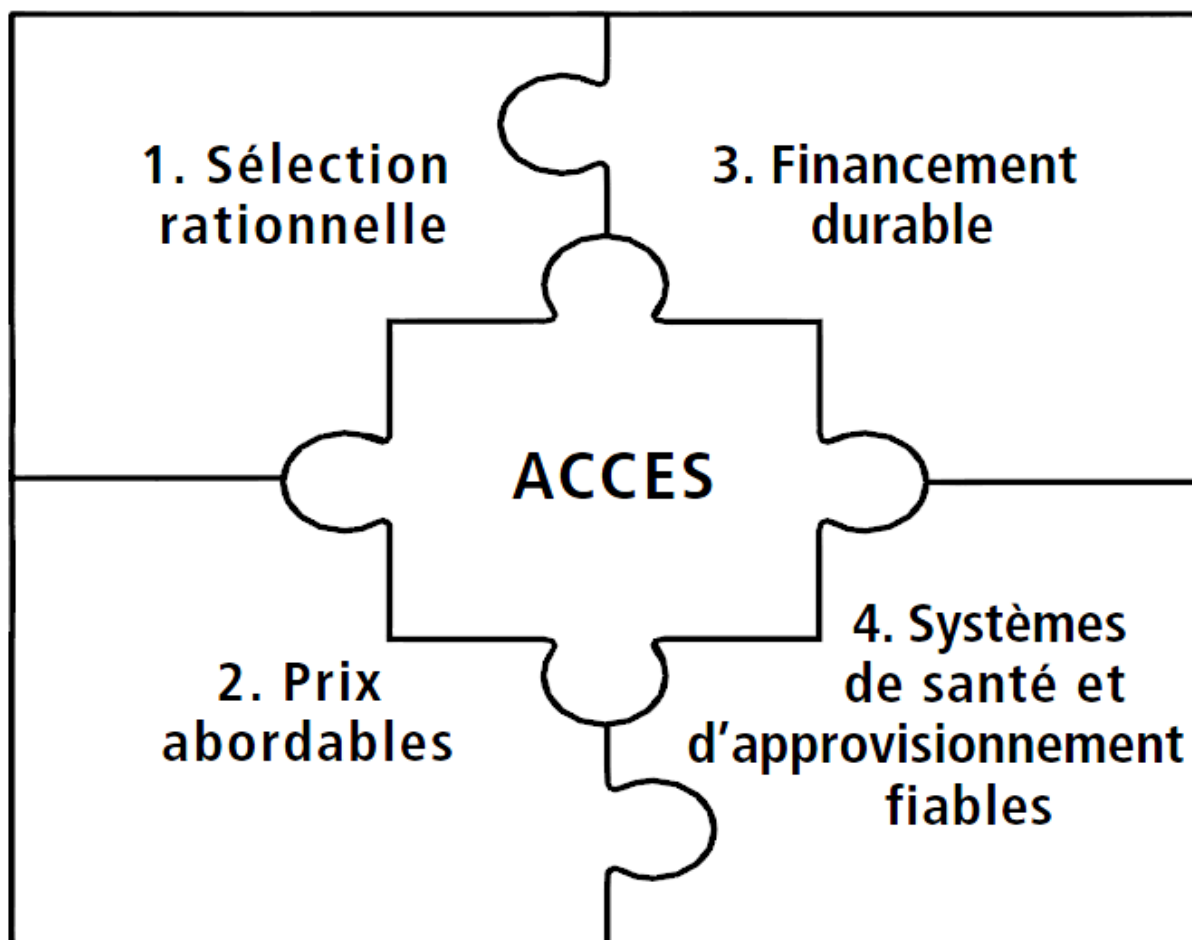 1. Sélection
rationnelle
3. Financement
durable
ACCES
2. Prix
abordables
4. Systèmes
de santé et
d’approvisionnement
fiables